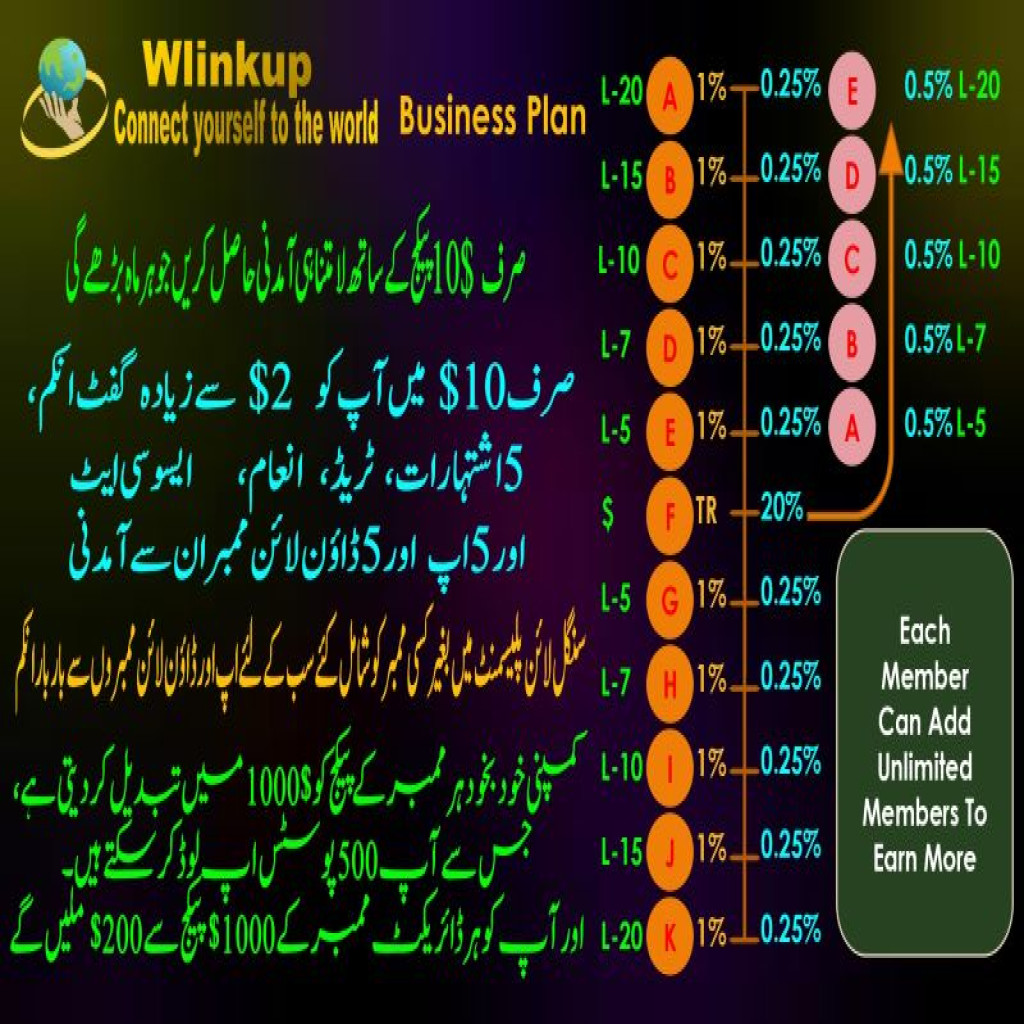 Wlinkup
Connect yourself to the world
Business Plan
صرف $10 پیکج کے ساتھ لامتناہی آمدنی حاصل کریں جو ہر ماہ بڑھے گی
صرف $10 میں آپ کو $2 سے زیادہ گفٹ انکم،
5 اشتہارات، ٹریڈ، انعام، ایسوسی ایٹ
اور 5 اپ اور 5 ڈاؤن لائن ممبران سے آمدنی
سنگل لائن پلیسمنٹ میں بغیر کسی ممبر کو شامل کئے سب کے لئے اپ اور ڈاؤن لائن ممبروں سے بار بار انکم
کمپنی خود بخود ہر ممبر کے پیکج کو $1000 میں تبدیل کر دیتی ہے،
جس سے آپ 500 پوسٹس اپ لوڈ کر سکتے ہیں۔
اور آپ کو ہر ڈائریکٹ ممبر کے $1000 پیکج سے $200 ملیں گے
L-20 A 1% 0.25% E 0.5% L-20
L-15 B 1% 0.25% D 0.5% L-15
L-10 C 1% 0.25% C 0.5% L-10
L-7 D 1% 0.25% B 0.5% L-7
L-5 E 1% 0.25% A 0.5% L-5
$ F TR 20%
L-5 G 1% 0.25%
L-7 H 1% 0.25%
L-10 I 1% 0.25%
L-15 J 1% 0.25%
L-20 K 1% 0.25%
Each
Member
Can Add
Unlimited
Members To
Earn More